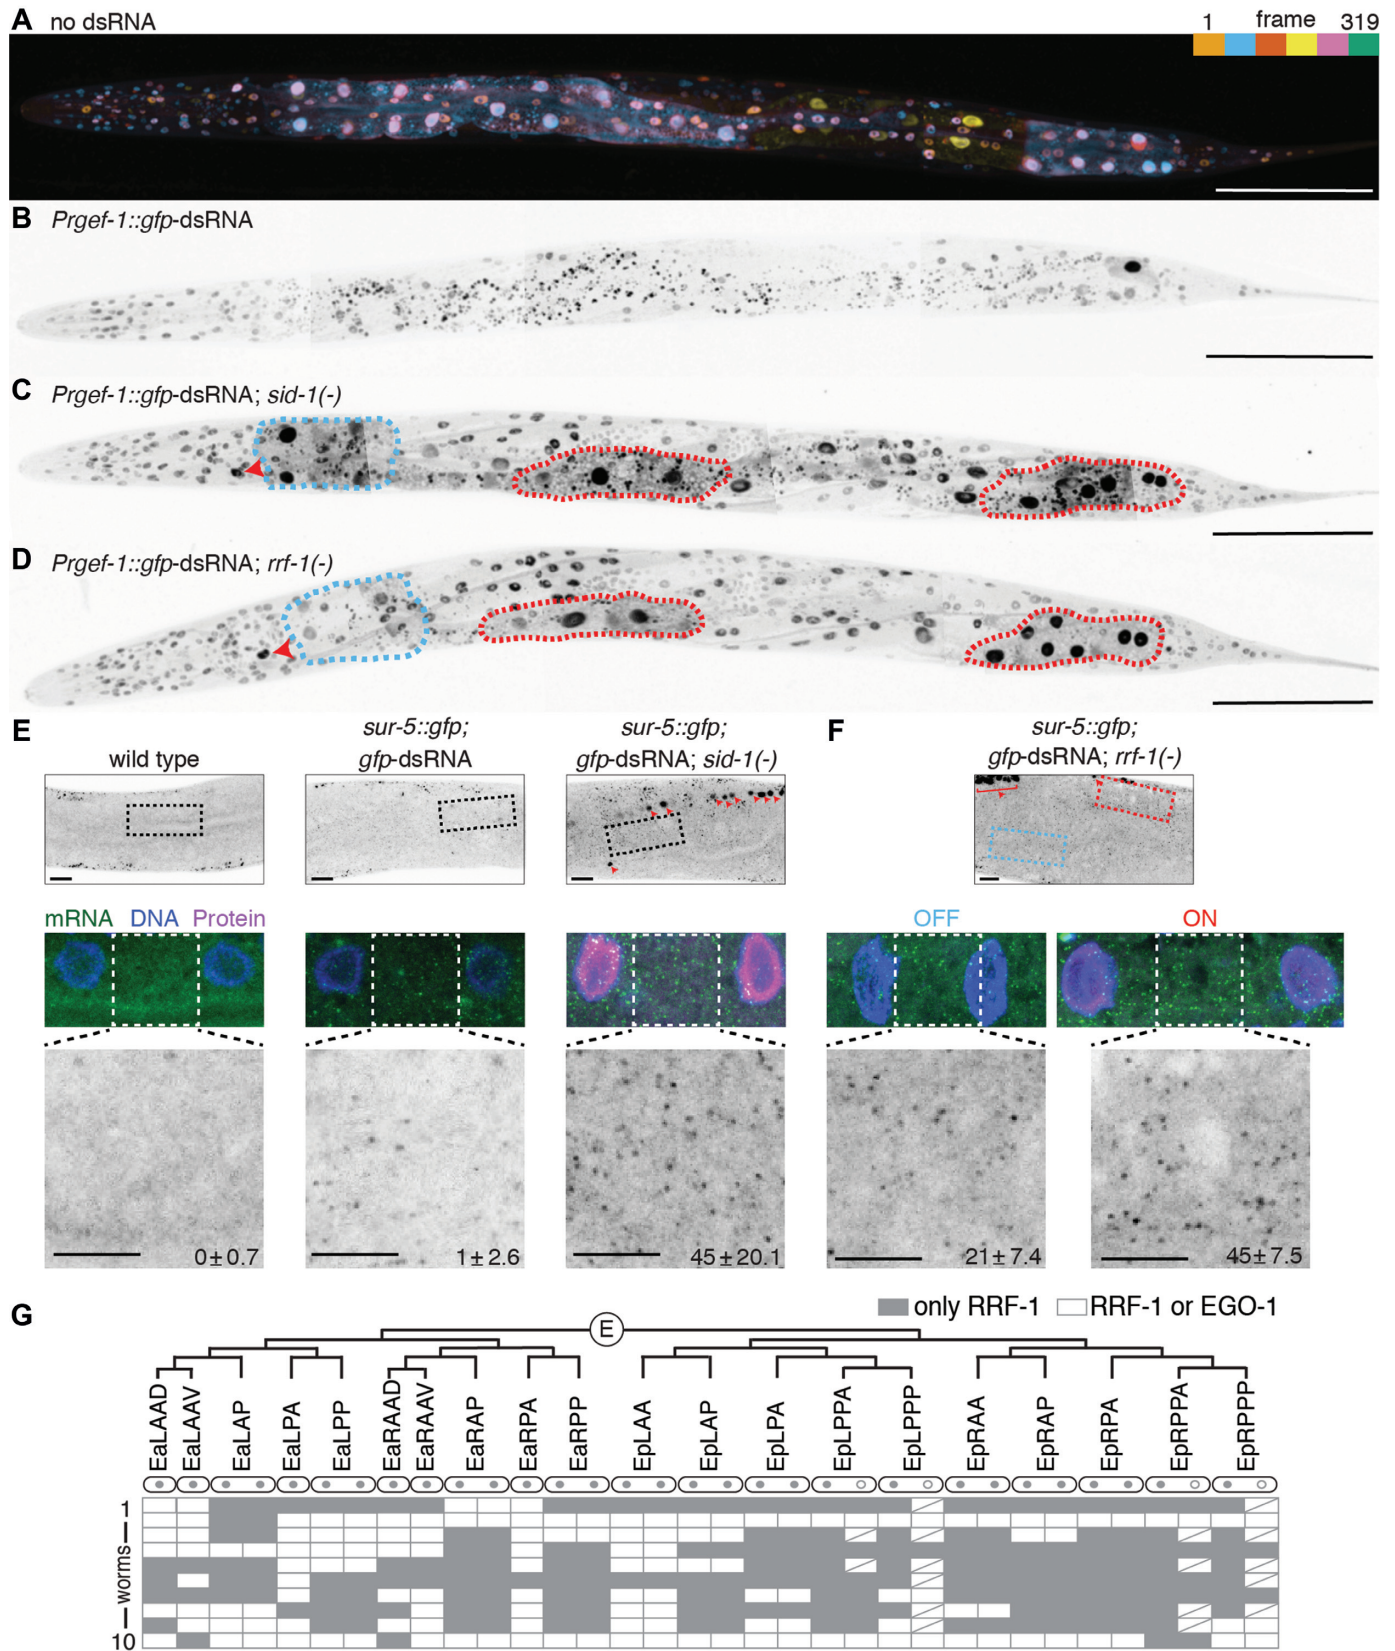 A no dsRNA 1 frame 319
B Prgef-1::gfp-dsRNA
C Prgef-1::gfp-dsRNA; sid-1(-)
D Prgef-1::gfp-dsRNA; rrf-1(-)
E wild type
sur-5::gfp;
gfp-dsRNA
sur-5::gfp;
gfp-dsRNA; sid-1(-)
F sur-5::gfp;
gfp-dsRNA; rrf-1(-)
mRNA DNA Protein
OFF ON
0±0.7 1±2.6 45±20.1 21±7.4 45±7.5
G only RRF-1 RRF-1 or EGO-1
E
EaLAAD
EaLAAV
EaLAP
EaLPA
EaLPP
EaRAAD
EaRAAV
EaRAP
EaRPA
EaRPP
EpLAA
EpLAP
EpLPA
EpLPPA
EpLPPP
EpRAA
EpRAP
EpRPA
EpRPPA
EpRPPP
1
worms
10